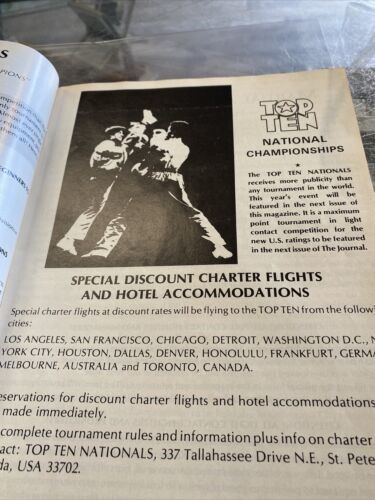 S
MPIONS"
BEGINNERS
TOP
TEN
NATIONAL
CHAMPIONSHIPS
The TOP TEN NATIONALS
receives more publicity than
any tournament in the world.
This year's event will be
featured in the next issue of
this magazine. It is a maximum
point tournament in light
contact competition for the
new U.S. ratings to be featured
in the next issue of The Journal.
SPECIAL DISCOUNT CHARTER FLIGHTS
AND HOTEL ACCOMMODATIONS
Special charter flights at discount rates will be flying to the TOP TEN from the followi
cities:
LOS ANGELES, SAN FRANCISCO, CHICAGO, DETROIT, WASHINGTON D.C., N
YORK CITY, HOUSTON, DALLAS, DENVER, HONOLULU, FRANKFURT, GERMA
MELBOURNE, AUSTRALIA and TORONTO, CANADA.
eservations for discount charter flights and hotel accommodations
made immediately.
complete tournament rules and information plus info on charter
act: TOP TEN NATIONALS, 337 Tallahassee Drive N.E., St. Pete
da, USA 33702.